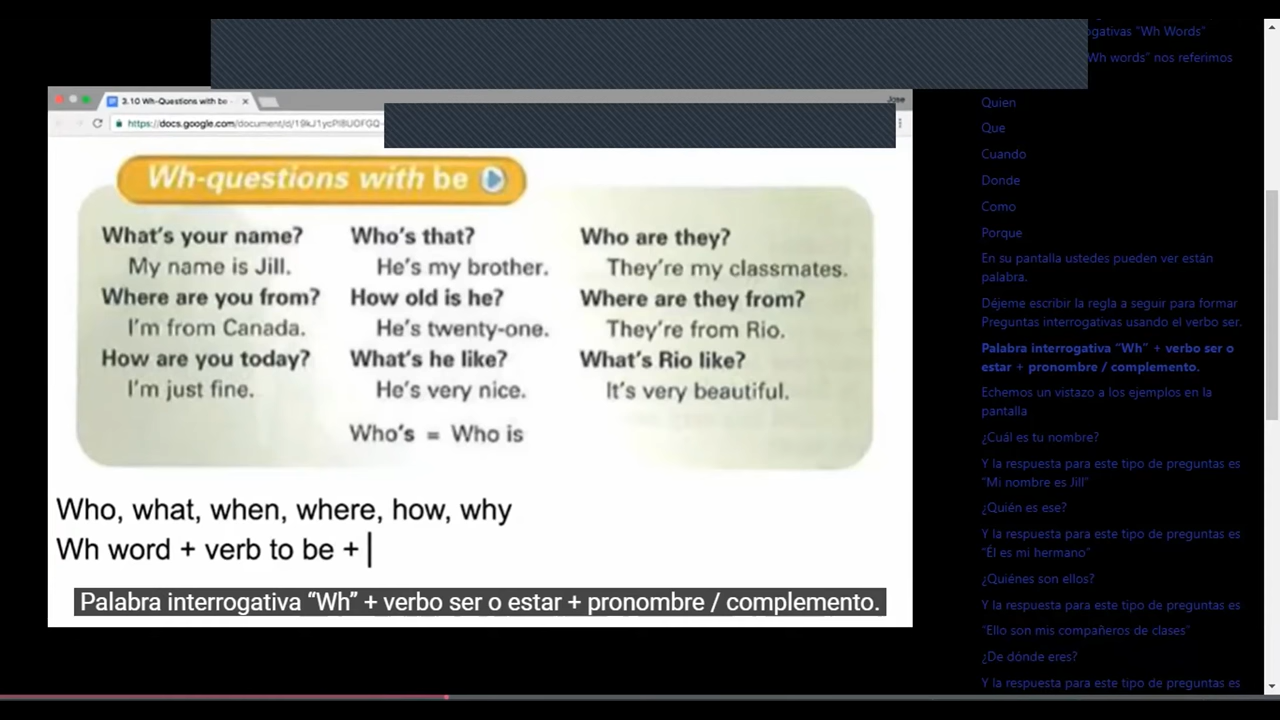 3.10 Wh-Questions with be -
Jase
https://docs.google.com/document/d/19kJ1ycPI8UOFGQ-
Wh-questions with be
What's your name?
My name is Jill.
Where are you from?
I'm from Canada.
How are you today?
I'm just fine.
Who's that?
He's my brother.
How old is he?
He's twenty-one.
What's he like?
He's very nice.
Who's = Who is
Who are they?
They're my classmates.
Where are they from?
They're from Rio.
What's Rio like?
It's very beautiful.
Who, what, when, where, how, why
Wh word + verb to be +
Palabra interrogativa “Wh” + verbo ser o estar + pronombre / complemento.
“Wh Words”
Wh words” nos referimos
Quien
Que
Cuando
Donde
Como
Porque
En su pantalla ustedes pueden ver están
palabra.
Déjeme escribir la regla a seguir para formar
Preguntas interrogativas usando el verbo ser.
Palabra interrogativa “Wh” + verbo ser o
estar + pronombre / complemento.
Echemos un vistazo a los ejemplos en la
pantalla
¿Cuál es tu nombre?
Y la respuesta para este tipo de preguntas es
“Mi nombre es Jill”
¿Quién es ese?
Y la respuesta para este tipo de preguntas es
“Él es mi hermano”
¿Quiénes son ellos?
Y la respuesta para este tipo de preguntas es
“Ello son mis compañeros de clases”
¿De dónde eres?
Y la respuesta para este tipo de preguntas es